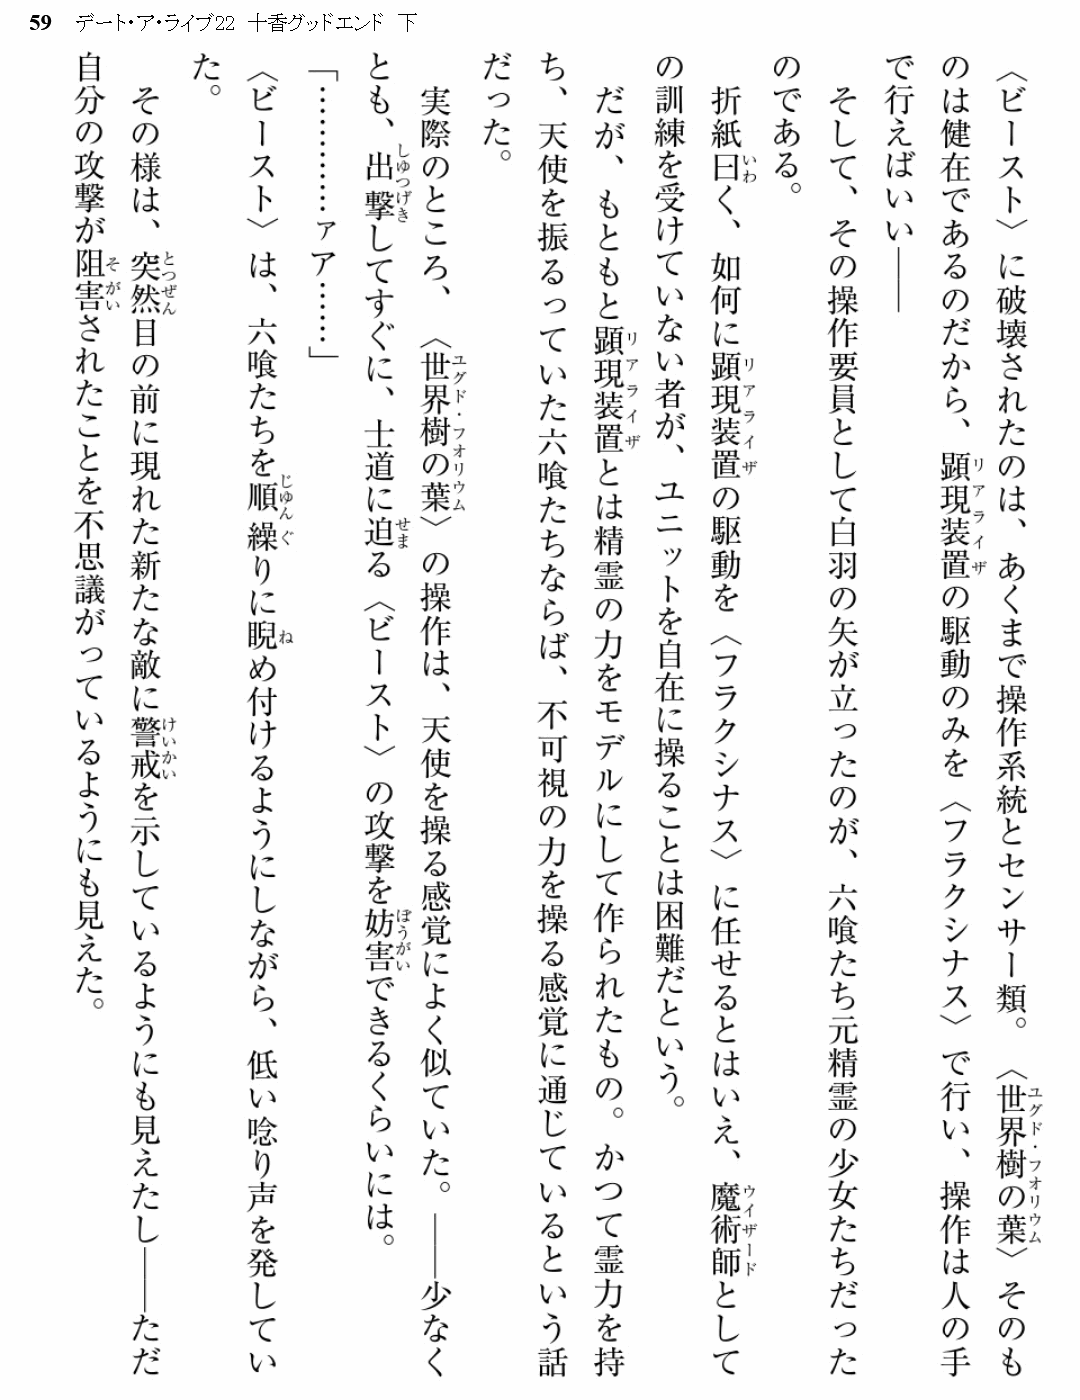 59　デート・ア・ライブ22　十香グッドエンド　下
〈ビースト〉に破壊されたのは、あくまで操作系統とセンサー類。〈世界樹の葉〉そのも
のは健在であるのだから、顕現装置の駆動のみを〈フラクシナス〉で行い、操作は人の手
で行えばいい――
　そして、その操作要員として白羽の矢が立ったのが、六喰たち元精霊の少女たちだった
のである。
　折紙曰く、如何に顕現装置の駆動を〈フラクシナス〉に任せるとはいえ、魔術師として
の訓練を受けていない者が、ユニットを自在に操ることは困難だという。
　だが、もともと顕現装置とは精霊の力をモデルにして作られたもの。かつて霊力を持
ち、天使を振るっていた六喰たちならば、不可視の力を操る感覚に通じているという話
だった。
　実際のところ、〈世界樹の葉〉の操作は、天使を操る感覚によく似ていた。――少なく
とも、出撃してすぐに、士道に迫る〈ビースト〉の攻撃を妨害できるくらいには。
「…………ァア……」
〈ビースト〉は、六喰たちを順繰りに睨め付けるようにしながら、低い唸り声を発してい
た。
　その様は、突然目の前に現れた新たな敵に警戒を示しているようにも見えたし――ただ
自分の攻撃が阻害されたことを不思議がっているようにも見えた。